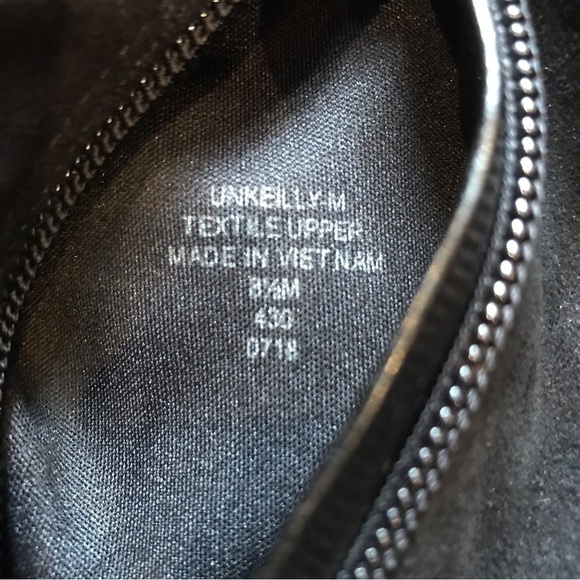 UNKEILLY-M
TEXTILE UPPER
MADE IN VIETNAM
8½M
430
0718